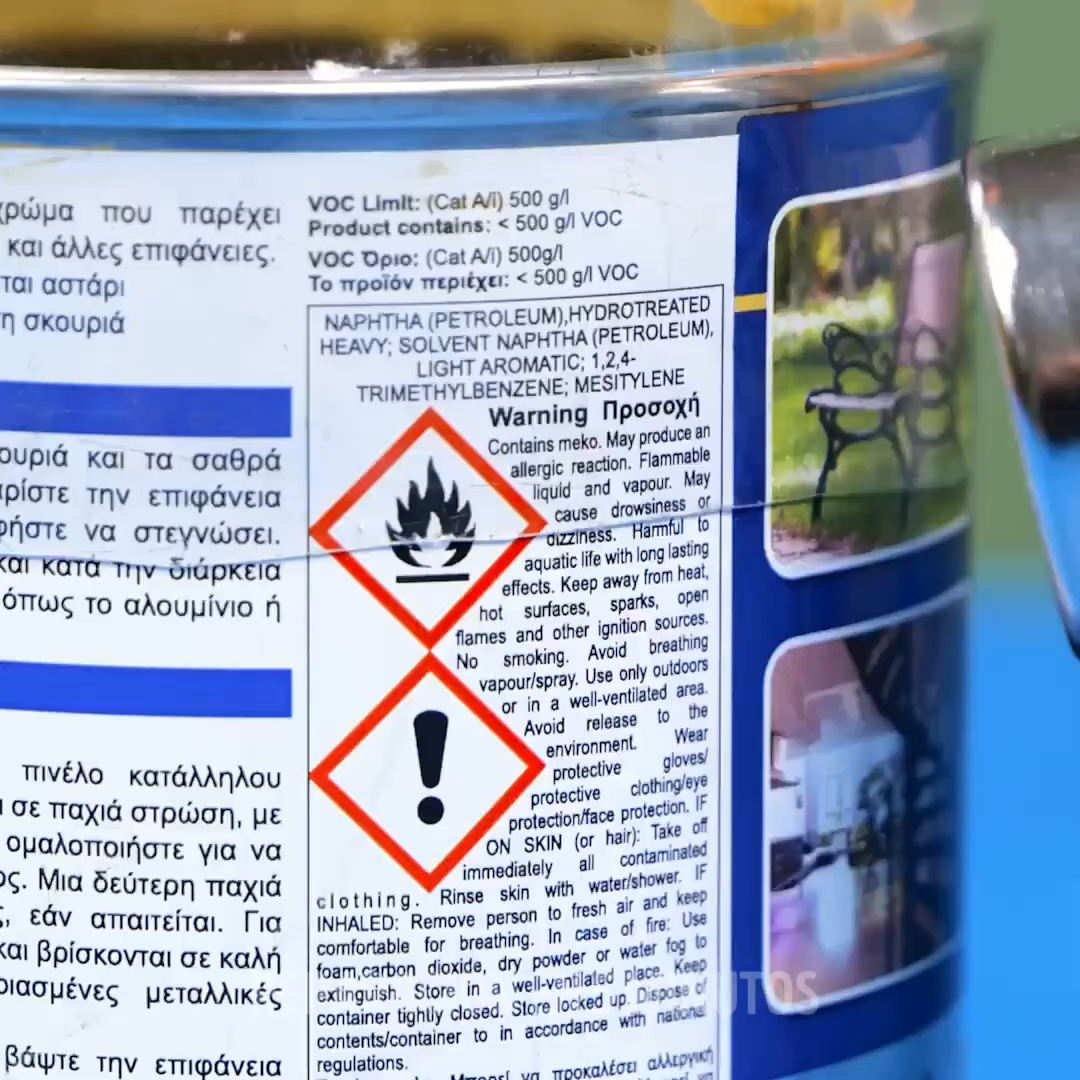 χρώμα που παρέχει
και άλλες επιφάνειες.
ται αστάρι
τη σκουριά
ουριά και τα σαθρά
αρίστε την επιφάνεια
φήστε να στεγνώσει.
και κατά την διάρκεια
όπως το αλουμίνιο ή
πινέλο κατάλληλου
ι σε παχιά στρώση, με
ομαλοποιήστε για να
ος. Μια δεύτερη παχιά
ς, εάν απαιτείται. Για
και βρίσκονται σε καλή
ριασμένες μεταλλικές
βάψτε την επιφάνεια
VOC Limit: (Cat A/i) 500 g/l
Product contains: < 500 g/l VOC
VOC Όριο: (Cat A/i) 500g/l
Το προϊόν περιέχει: < 500 g/l VOC
NAPHTHA (PETROLEUM),HYDROTREATED
HEAVY; SOLVENT NAPHTHA (PETROLEUM),
LIGHT AROMATIC; 1,2,4-
TRIMETHYLBENZENE; MESITYLENE
Warning Προσοχή
Contains meko. May produce an
allergic reaction. Flammable
liquid and vapour. May
cause drowsiness or
dizziness. Harmful to
aquatic life with long lasting
effects. Keep away from heat,
hot surfaces, sparks, open
flames and other ignition sources.
No smoking. Avoid breathing
vapour/spray. Use only outdoors
or in a well-ventilated area.
Avoid release to the
environment. Wear
protective gloves/
protective clothing/eye
protection/face protection. IF
ON SKIN (or hair): Take off
immediately all contaminated
clothing. Rinse skin with water/shower. IF
INHALED: Remove person to fresh air and keep
comfortable for breathing. In case of fire: Use
foam,carbon dioxide, dry powder or water fog to
extinguish. Store in a well-ventilated place. Keep
container tightly closed. Store locked up. Dispose of
contents/container to in accordance with national
regulations.
Μπορεί να προκαλέσει αλλεργική